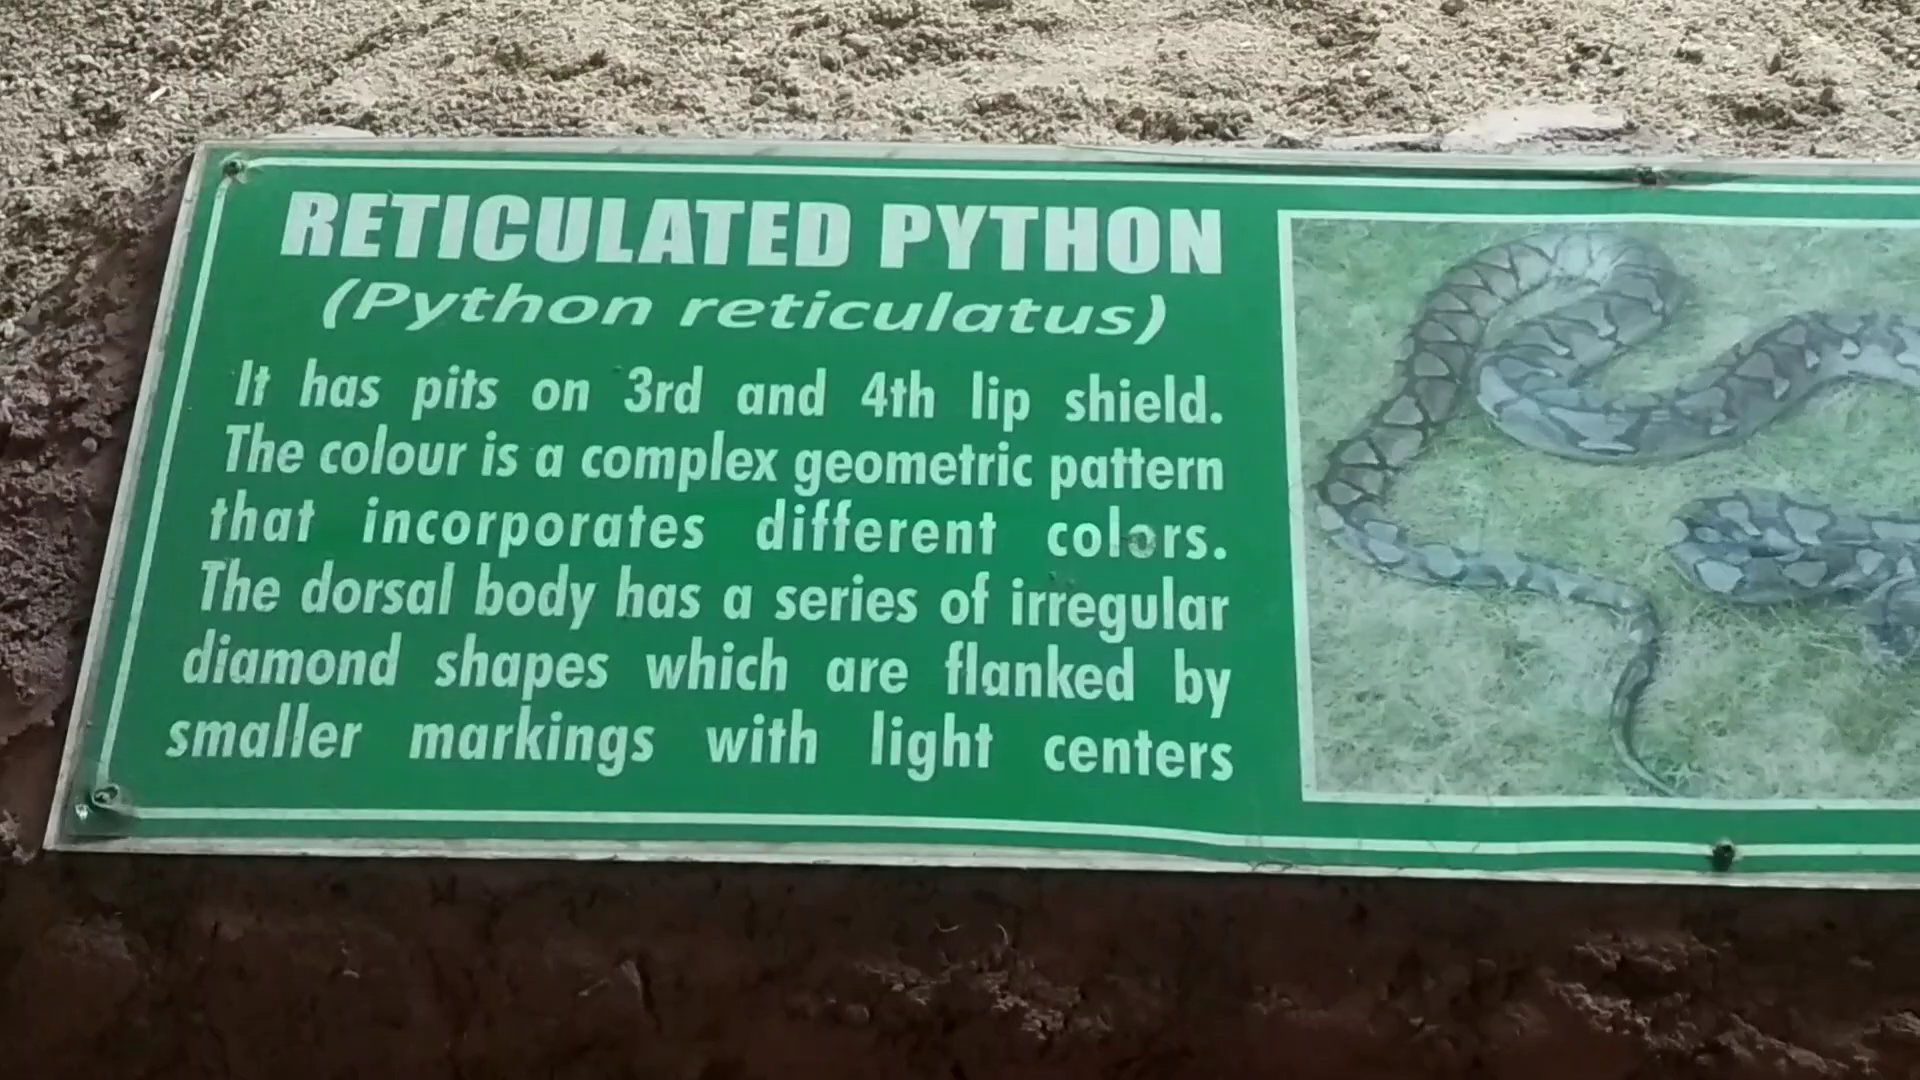 RETICULATED PYTHON
(Python reticulatus)
It has pits on 3rd and 4th lip shield.
The colour is a complex geometric pattern
that incorporates different colors.
The dorsal body has a series of irregular
diamond shapes which are flanked by
smaller markings with light centers